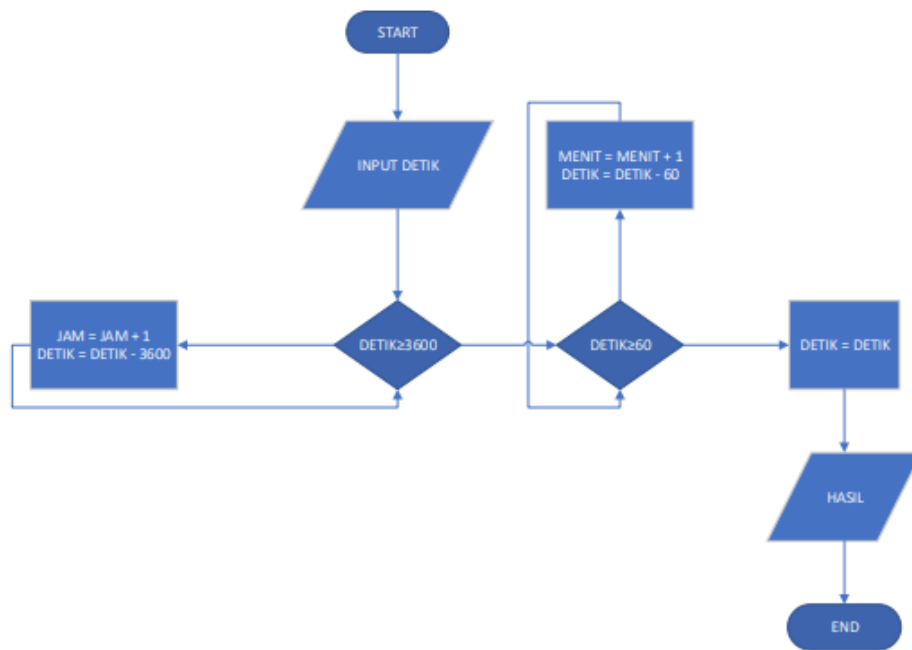 START
INPUT DETIK
MENIT = MENIT + 1
DETIK = DETIK - 60
JAM = JAM + 1
DETIK = DETIK - 3600
DETIK≥3600
DETIK≥60
DETIK = DETIK
HASIL
END